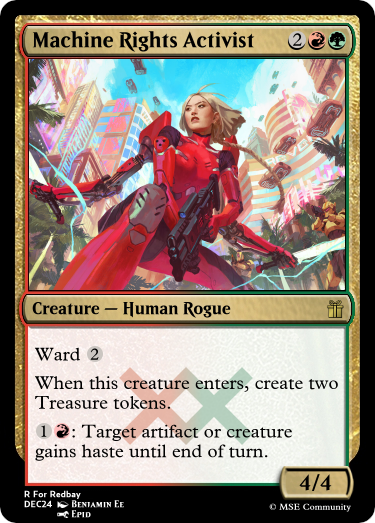 Machine Rights Activist 2
Creature — Human Rogue
Ward 2
When this creature enters, create two
Treasure tokens.
1 : Target artifact or creature
gains haste until end of turn.
4/4
R For Redbay
DEC24 Benjamin Ee
Epid
© MSE Community